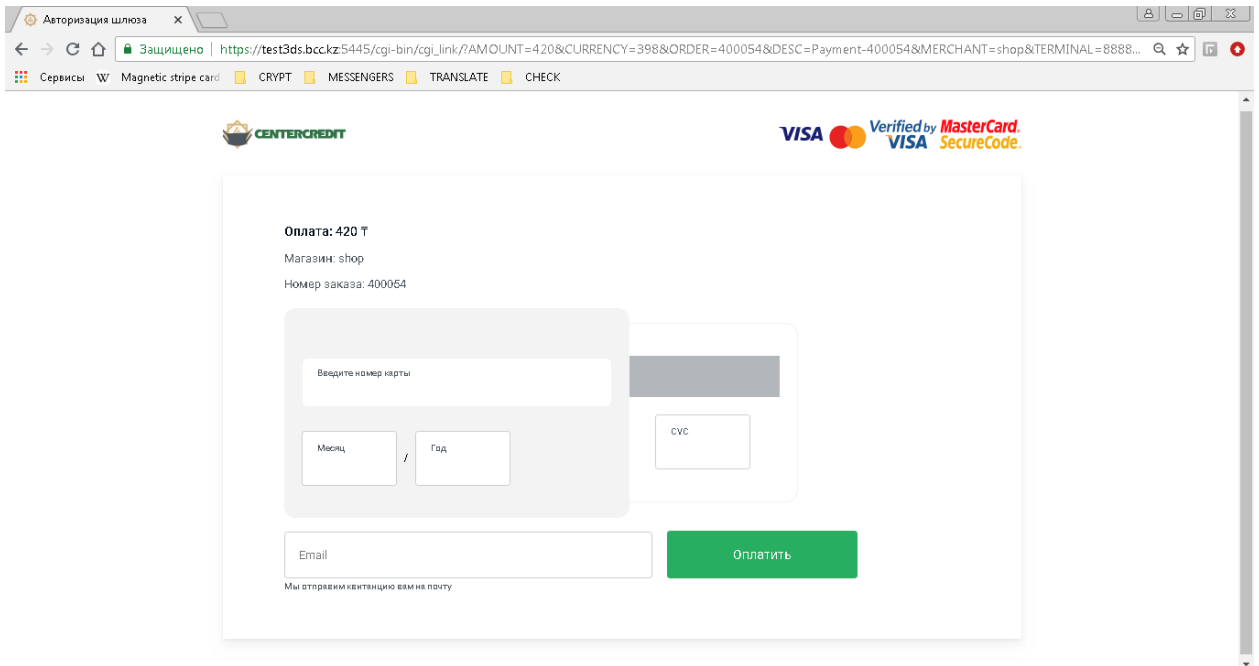 Авторизация шлюза
Защищено | https://test3ds.bcc.kz:5445/cgi-bin/cgi_link/?AMOUNT=420&CURRENCY=398&ORDER=400054&DESC=Payment-400054&MERCHANT=shop&TERMINAL=8888...
Сервисы W Magnetic stripe card CRYPT MESSENGERS TRANSLATE CHECK
CENTERCREDIT VISA Verified by VISA MasterCard. SecureCode.
Оплата: 420 ₸
Магазин: shop
Номер заказа: 400054
Введите номер карты
Месяц / Год CVC
Email Оплатить
Мы отправим квитанцию вам на почту